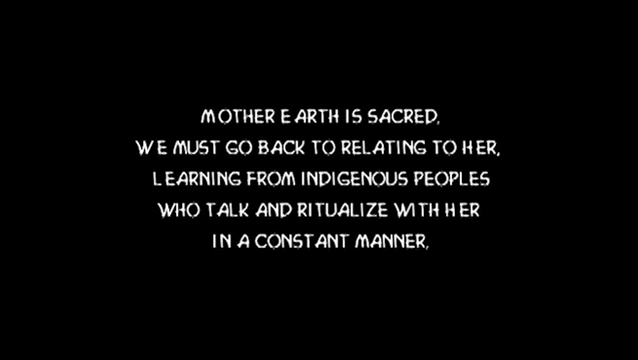 MOTHER EARTH IS SACRED,
WE MUST GO BACK TO RELATING TO HER,
LEARNING FROM INDIGENOUS PEOPLES
WHO TALK AND RITUALIZE WITH HER
IN A CONSTANT MANNER,